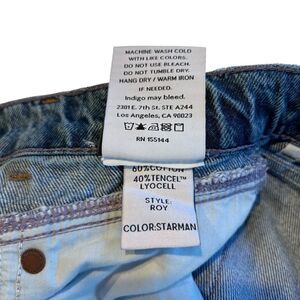 MACHINE WASH COLD
WITH LIKE COLORS.
DO NOT USE BLEACH.
DO NOT TUMBLE DRY.
HANG DRY / WARM IRON
IF NEEDED.
Indigo may bleed.
2301 E. 7th St. STE A244
Los Angeles, CA 90023
RN 155144
60%COTTON
40%TENCEL™
LYOCELL
STYLE:
ROY
COLOR:STARMAN